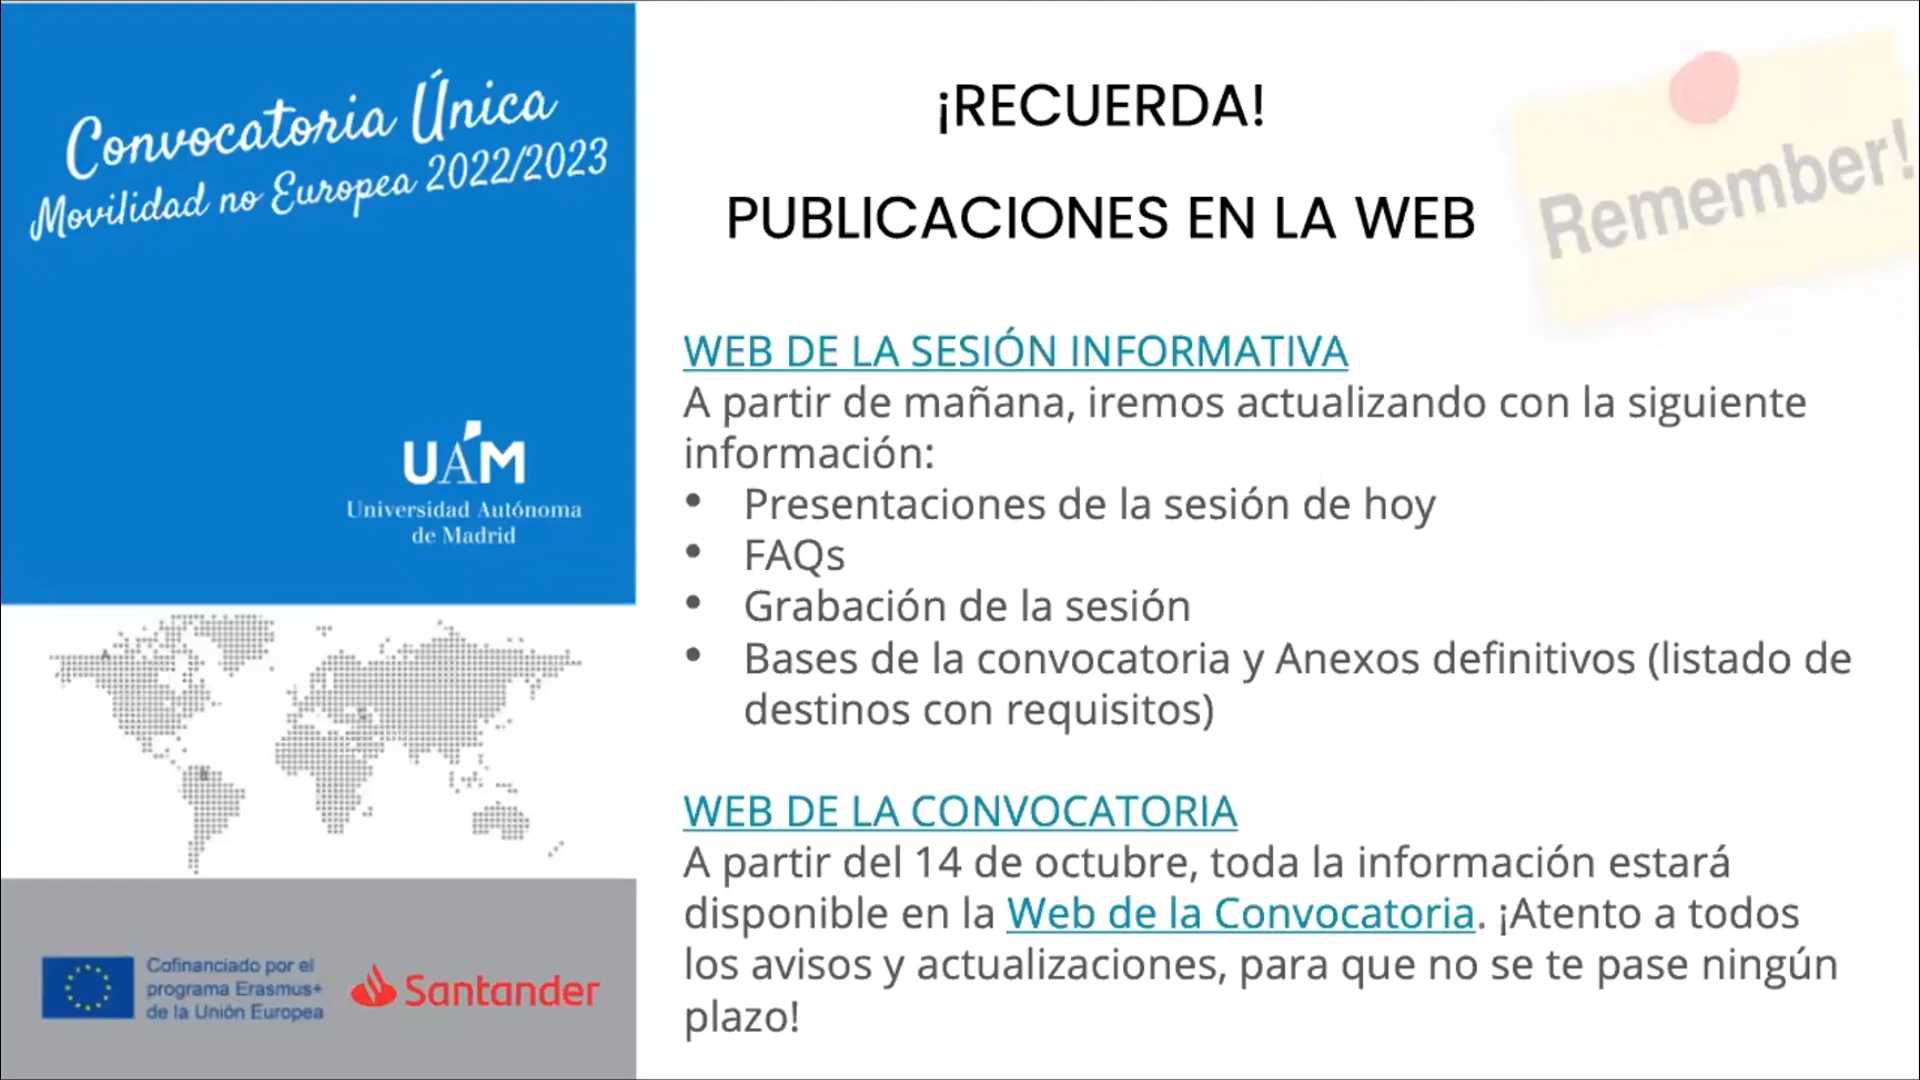 Convocatoria Única
Movilidad no Europea 2022/2023
UAM
Universidad Autónoma
de Madrid
Cofinanciado por el
programa Erasmus+
de la Unión Europea
Santander
¡RECUERDA!
PUBLICACIONES EN LA WEB
Remember!
WEB DE LA SESIÓN INFORMATIVA
A partir de mañana, iremos actualizando con la siguiente
información:
• Presentaciones de la sesión de hoy
• FAQs
• Grabación de la sesión
• Bases de la convocatoria y Anexos definitivos (listado de
destinos con requisitos)
WEB DE LA CONVOCATORIA
A partir del 14 de octubre, toda la información estará
disponible en la Web de la Convocatoria. ¡Atento a todos
los avisos y actualizaciones, para que no se te pase ningún
plazo!